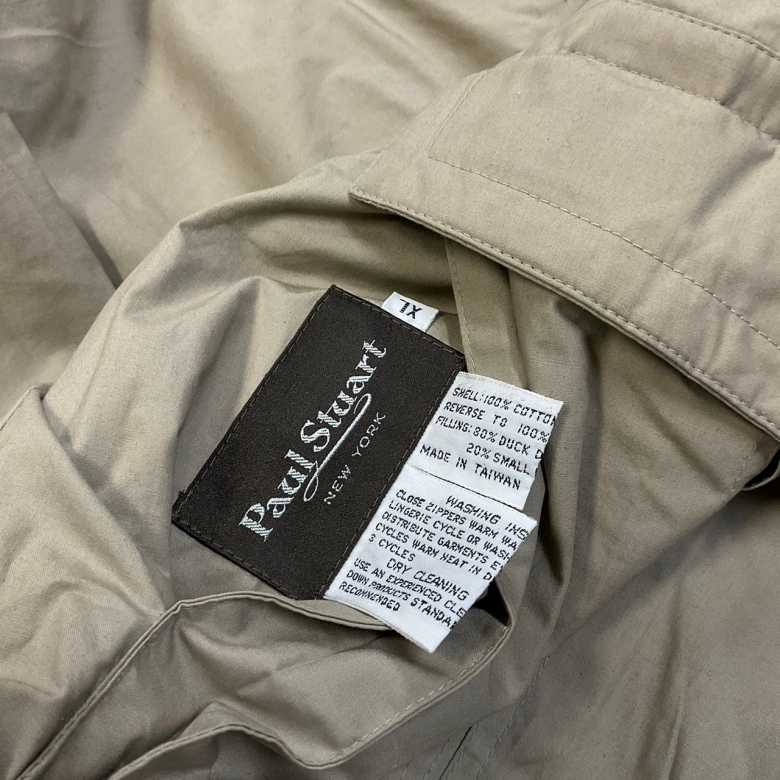 XL
Paul Stuart
NEW YORK
SHELL: 100% COTTON
REVERSE TO 100%
FILLING: 80% DUCK D
20% SMALL
MADE IN TAIWAN
WASHING INS
CLOSE ZIPPERS WARM WA
LINGERIE CYCLE OR WASH
DISTRIBUTE GARMENTS E
CYCLES WARM HEAT IN D
3 CYCLES
DRY CLEANING
USE AN EXPERIENCED CLE
DOWN PRODUCTS STANDA
RECOMMENDED